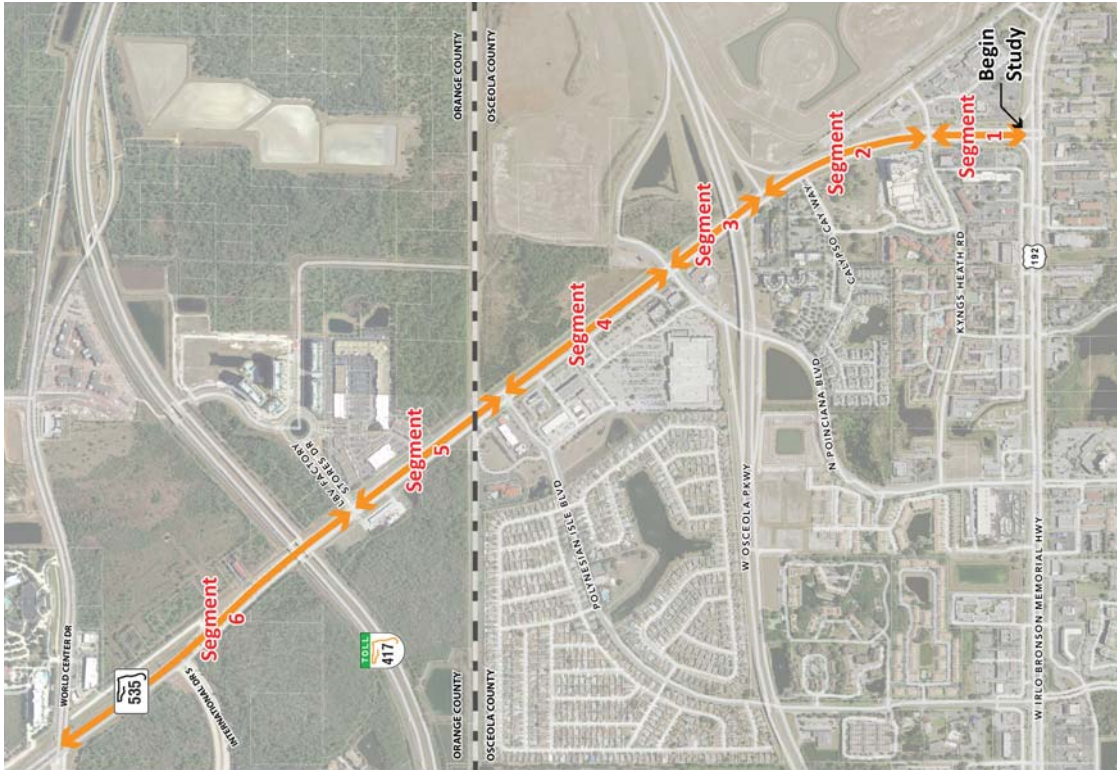 WORLD CENTER DR
535
INTERNATIONAL DR S
Segment
6
TOLL
417
LBV FACTORY
STORES DR
Segment
5
ORANGE COUNTY
OSCEOLA COUNTY
ORANGE COUNTY
OSCEOLA COUNTY
Segment
4
POLYNESIAN ISLE BLVD
Segment
3
W OSCEOLA PKWY
N POINCIANA BLVD
CALYPSO CAY WAY
Segment
2
KYNGS HEATH RD
Segment
1
Begin
Study
192
W IRLO BRONSON MEMORIAL HWY